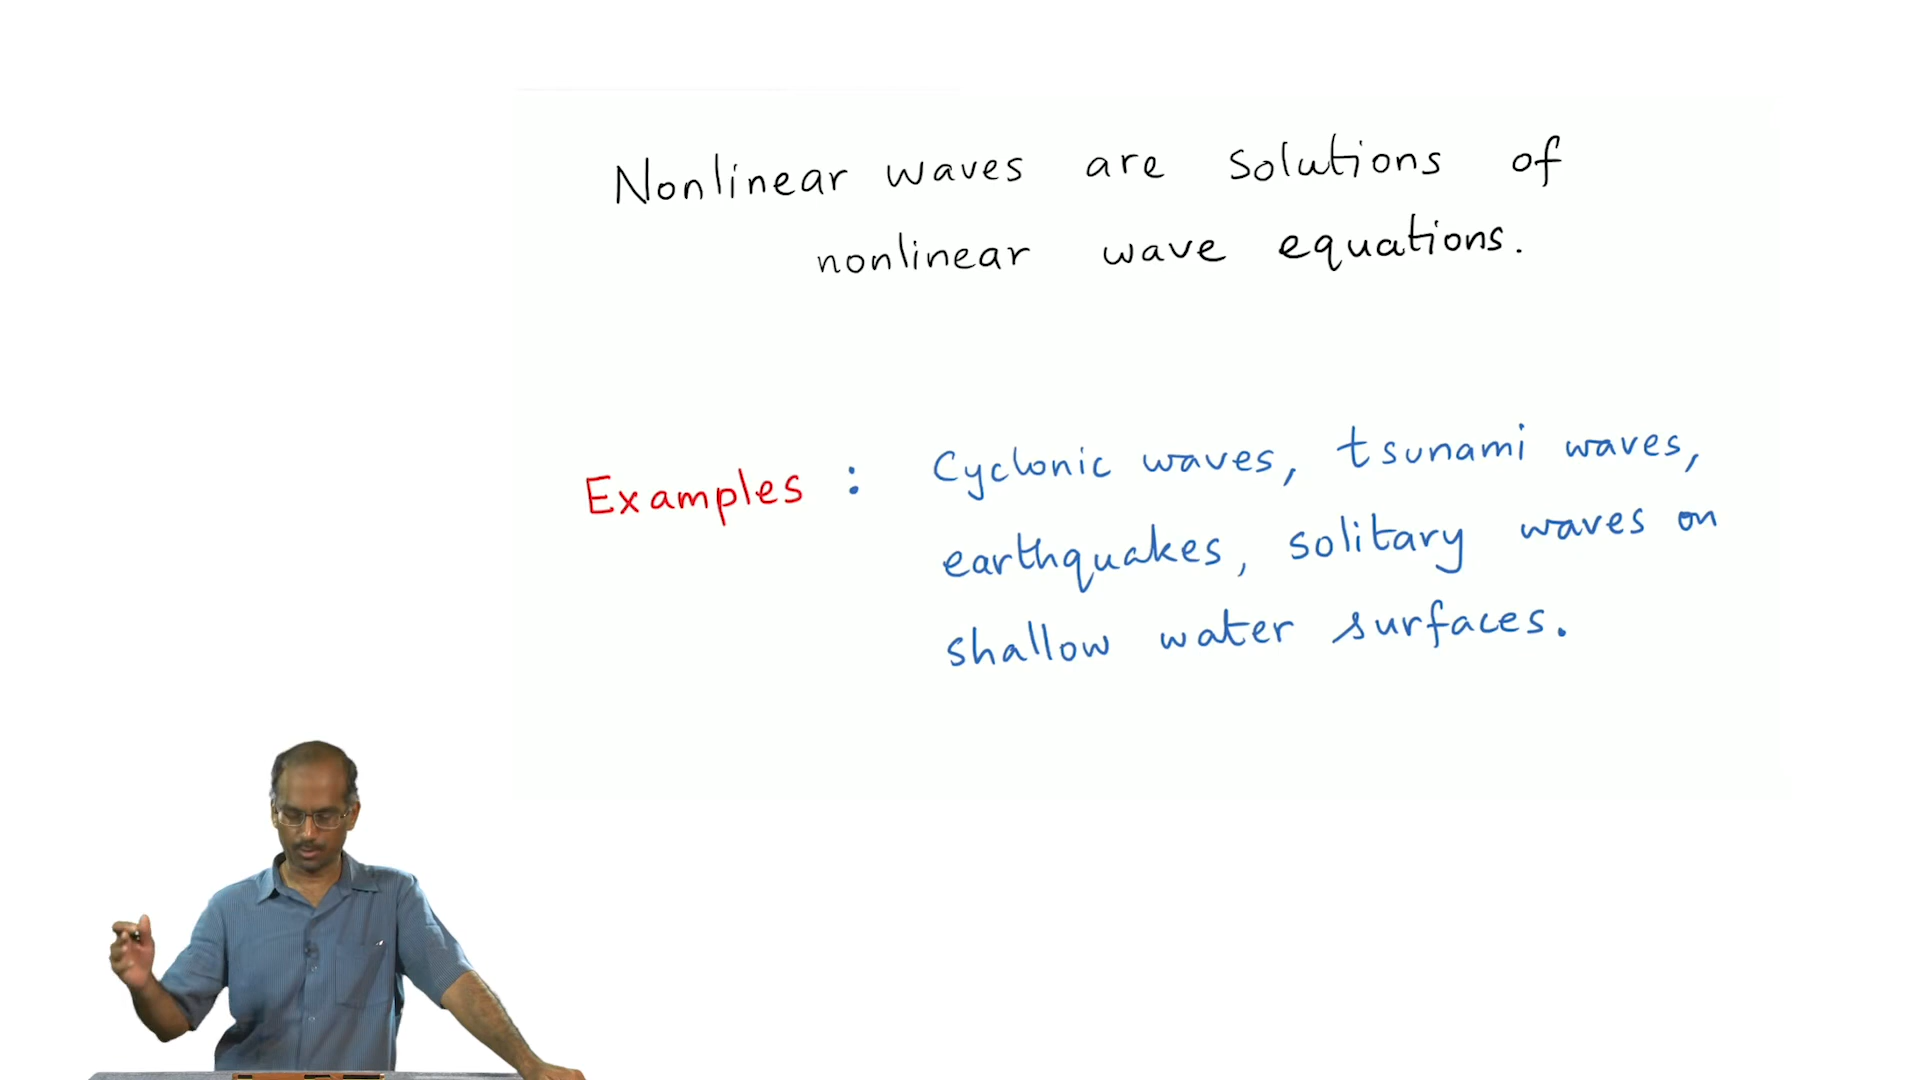 Nonlinear waves are solutions of
nonlinear wave equations.
Examples : Cyclonic waves, tsunami waves,
earthquakes, solitary waves on
shallow water surfaces.